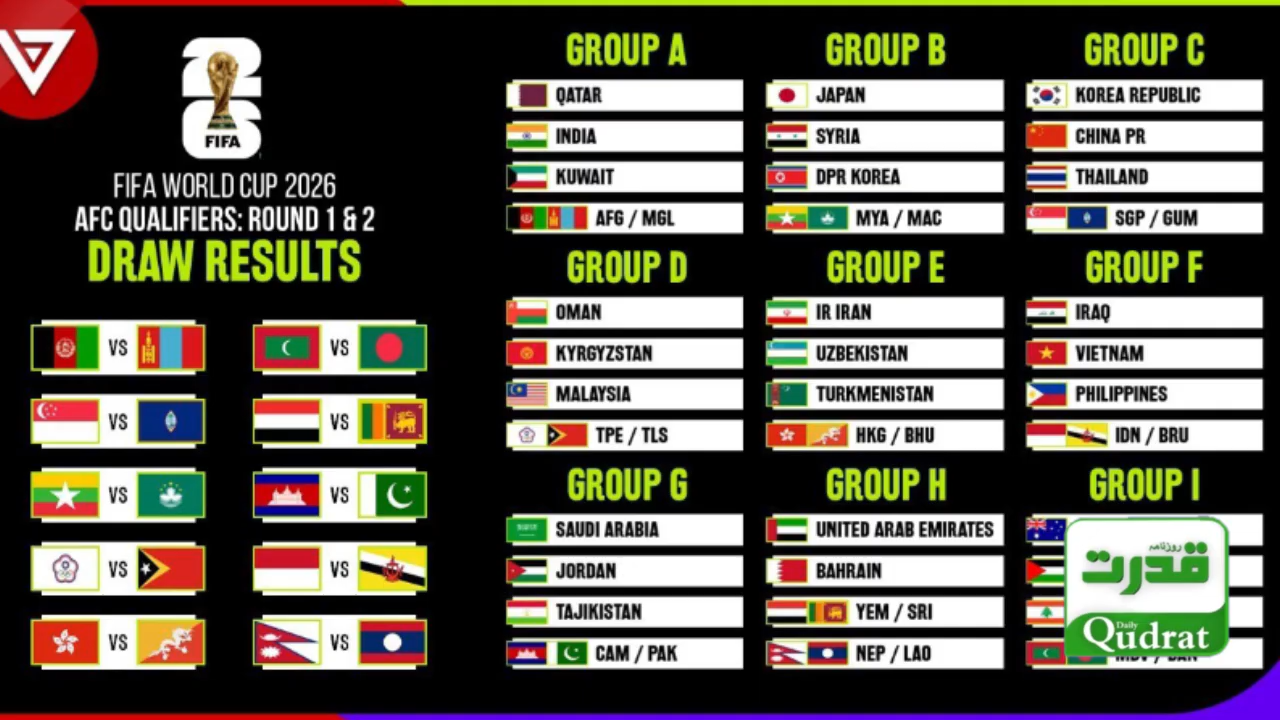 FIFA
FIFA WORLD CUP 2026
AFC QUALIFIERS: ROUND 1 & 2
DRAW RESULTS
VS VS
VS VS
VS VS
VS VS
VS VS
GROUP A
QATAR
INDIA
KUWAIT
AFG / MGL
GROUP B
JAPAN
SYRIA
DPR KOREA
MYA / MAC
GROUP C
KOREA REPUBLIC
CHINA PR
THAILAND
SGP / GUM
GROUP D
OMAN
KYRGYZSTAN
MALAYSIA
TPE / TLS
GROUP E
IR IRAN
UZBEKISTAN
TURKMENISTAN
HKG / BHU
GROUP F
IRAQ
VIETNAM
PHILIPPINES
IDN / BRU
GROUP G
SAUDI ARABIA
JORDAN
TAJIKISTAN
CAM / PAK
GROUP H
UNITED ARAB EMIRATES
BAHRAIN
YEM / SRI
NEP / LAO
GROUP I
روزنامہ
قدرت
Daily
Qudrat